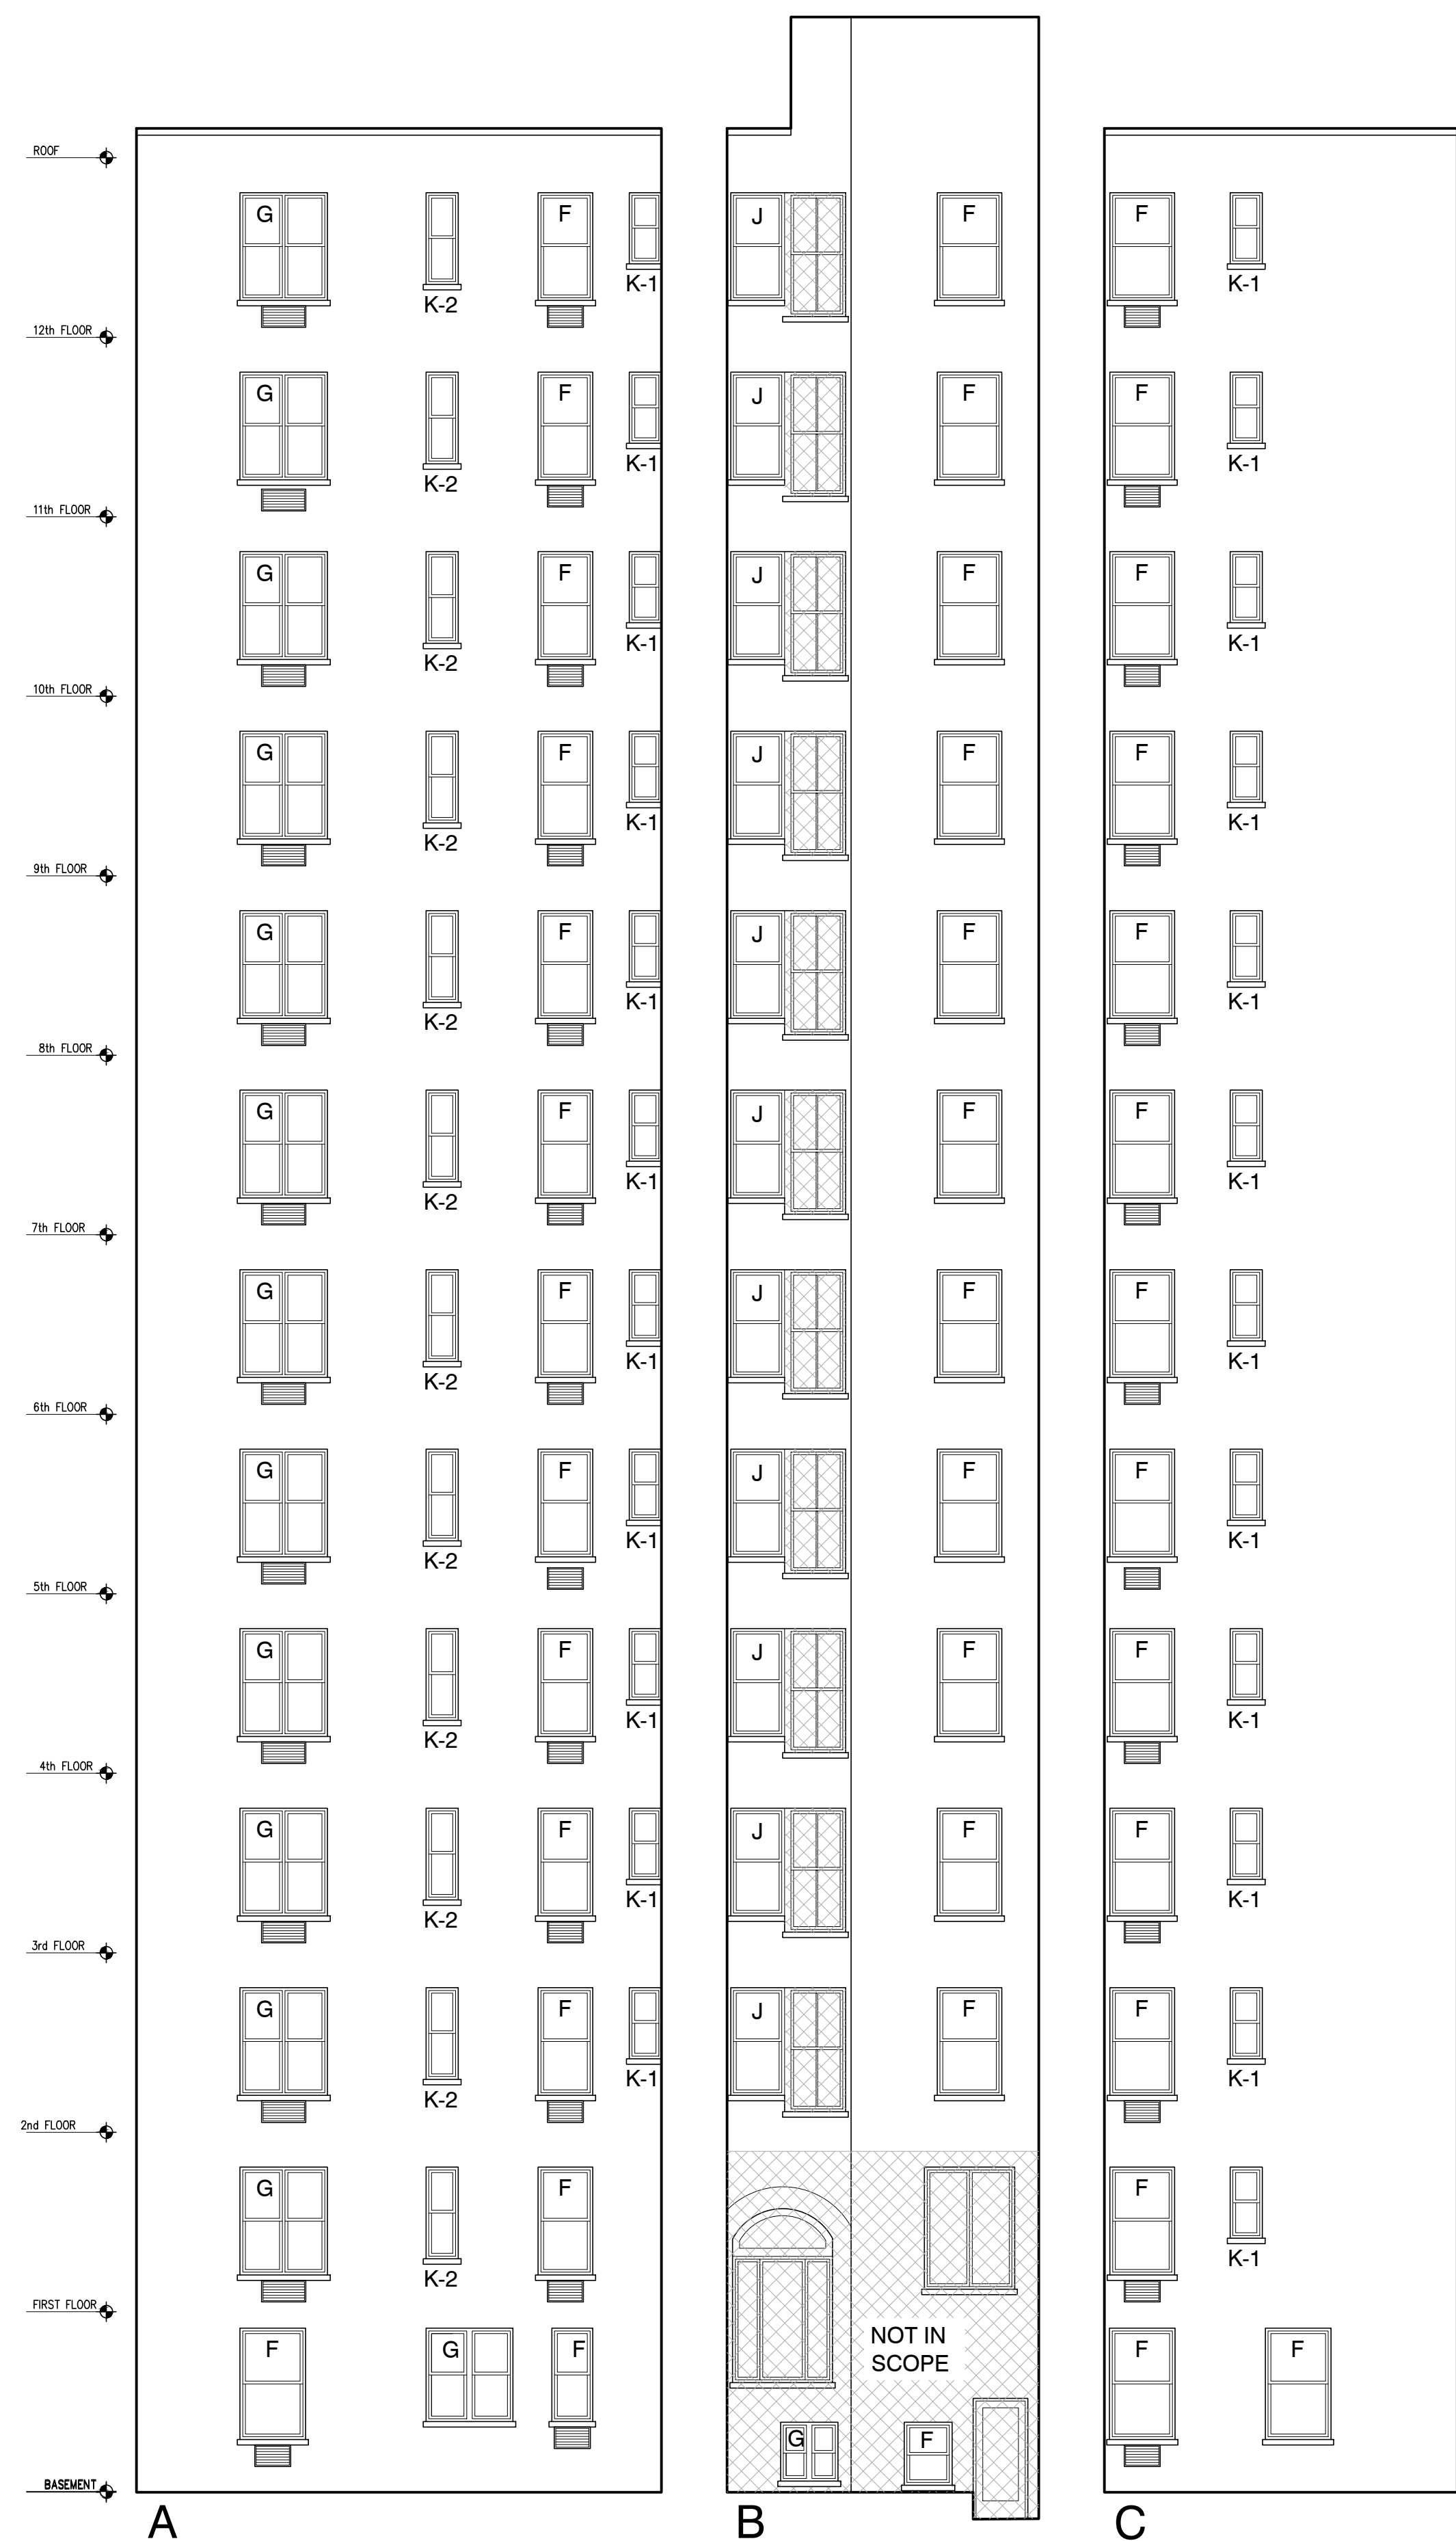 ROOF
G F J F F
K-1 K-1
K-2
12th FLOOR
G F J F F
K-1 K-1
K-2
11th FLOOR
G F J F F
K-1 K-1
K-2
10th FLOOR
G F J F F
K-1 K-1
K-2
9th FLOOR
G F J F F
K-1 K-1
K-2
8th FLOOR
G F J F F
K-1 K-1
K-2
7th FLOOR
G F J F F
K-1 K-1
K-2
6th FLOOR
G F J F F
K-1 K-1
K-2
5th FLOOR
G F J F F
K-1 K-1
K-2
4th FLOOR
G F J F F
K-1 K-1
K-2
3rd FLOOR
G F J F F
K-1 K-1
K-2
2nd FLOOR
G F F
K-1
K-2
FIRST FLOOR
NOT IN
SCOPE
F G F F F
G F
BASEMENT
A B C